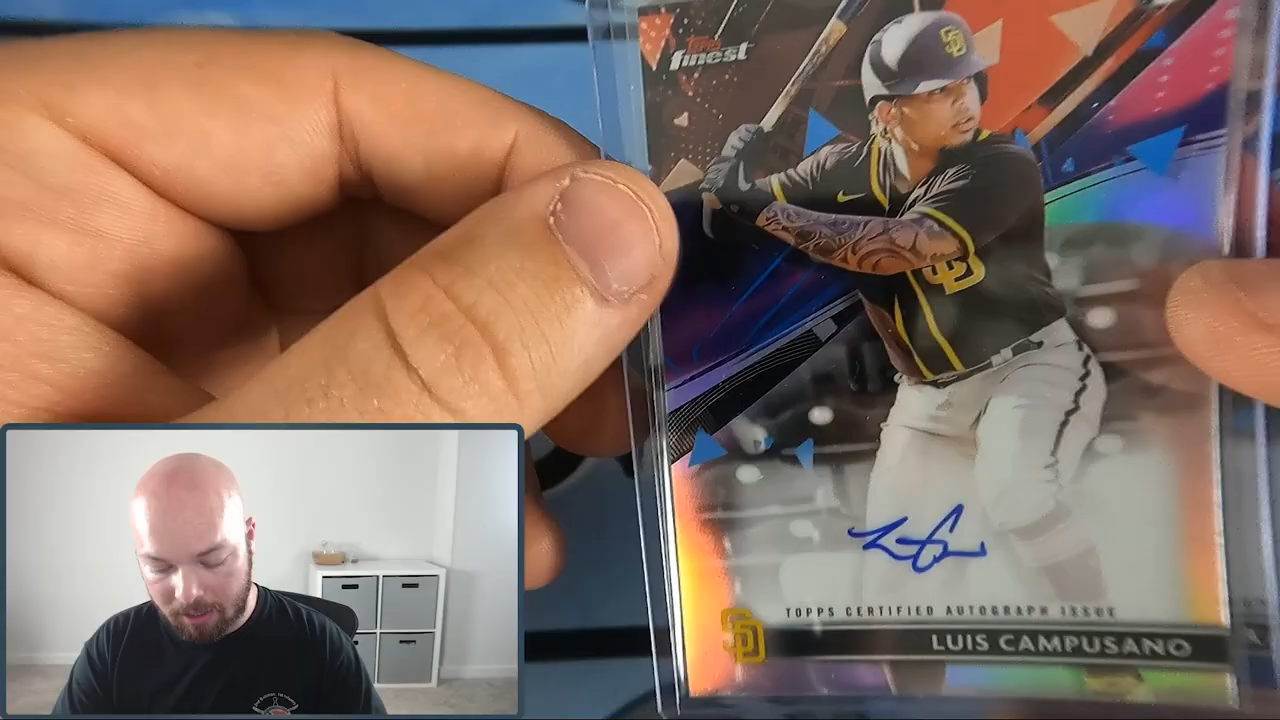 TOPPS
finest
SD
SD
TOPPS CERTIFIED AUTOGRAPH ISSUE
SD
LUIS CAMPUSANO